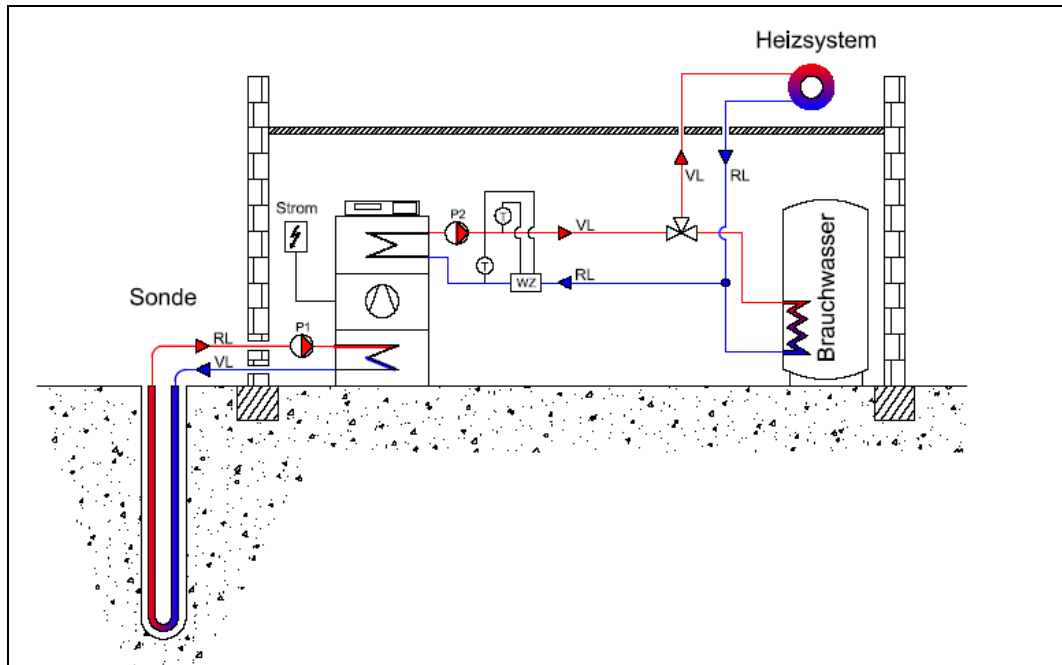 Heizsystem
VL
RL
Strom
P2
T
VL
T
WZ
RL
Sonde
P1
RL
VL
Brauchwasser